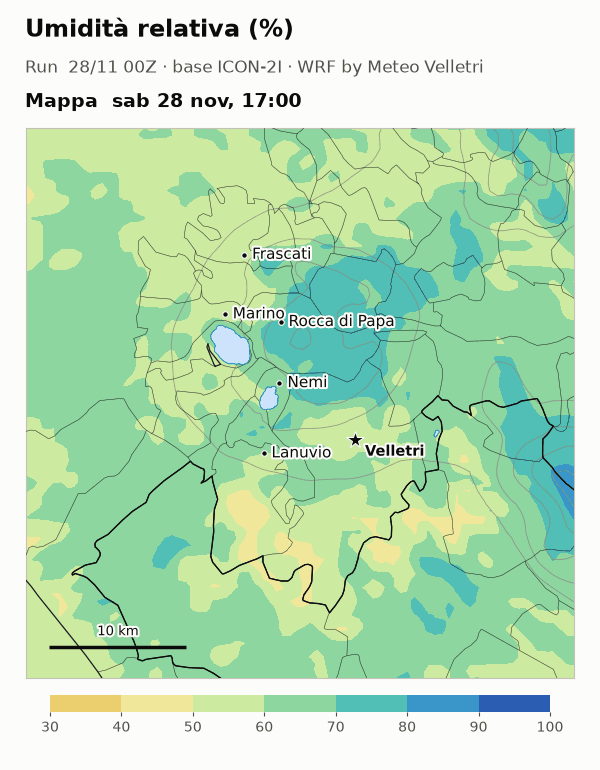 Umidità relativa (%)
Run  28/11 00Z · base ICON-2I · WRF by Meteo Velletri
Mappa  sab 28 nov, 17:00
Frascati
Marino
Rocca di Papa
Nemi
Velletri
Lanuvio
10 km
30 40 50 60 70 80 90 100